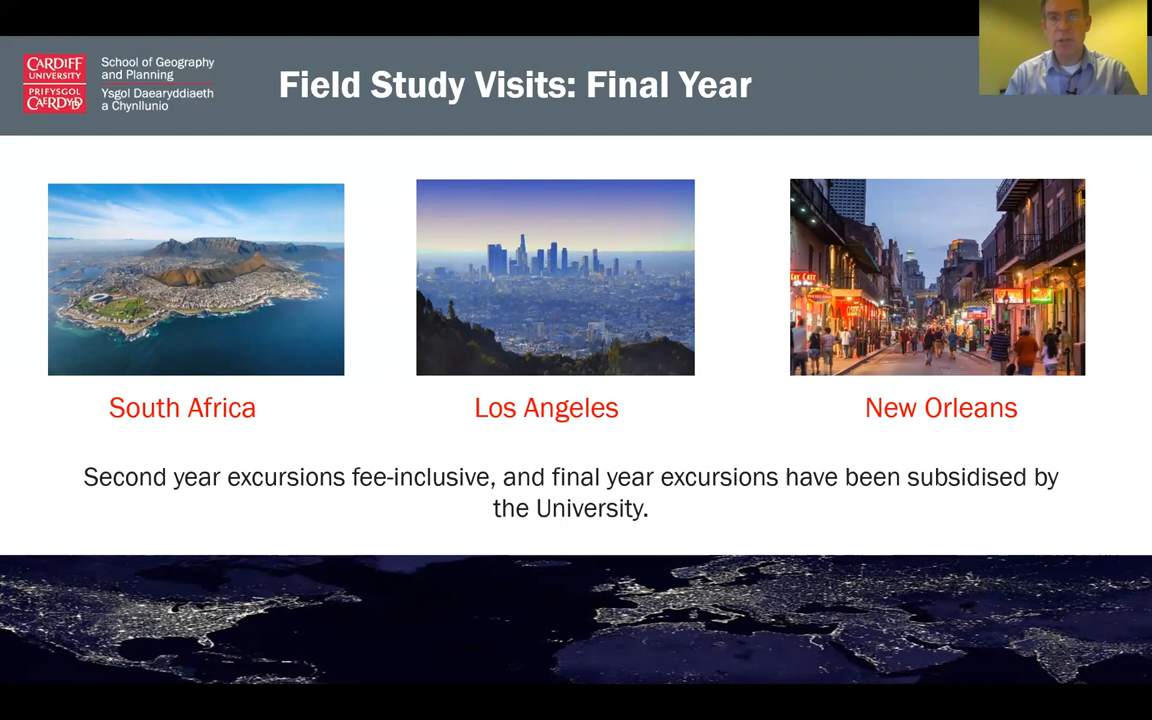 CARDIFF
UNIVERSITY
PRIFYSGOL
CAERDYDD
School of Geography
and Planning
Ysgol Daearyddiaeth
a Chynllunio
Field Study Visits: Final Year
South Africa
Los Angeles
New Orleans
Second year excursions fee-inclusive, and final year excursions have been subsidised by
the University.